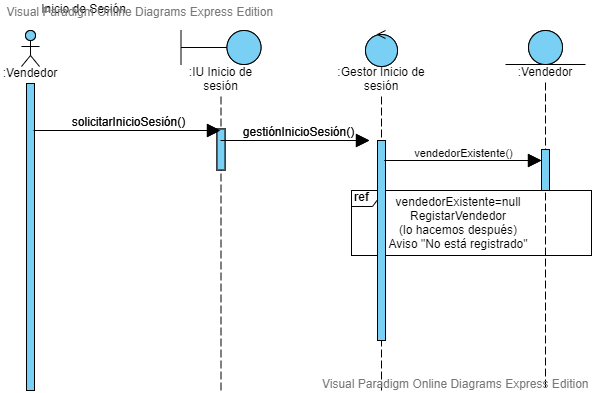 Inicio de Sesión
Visual Paradigm Online Diagrams Express Edition
:Vendedor
:IU Inicio de
sesión
:Gestor Inicio de
sesión
:Vendedor
solicitarInicioSesión()
gestiónInicioSesión()
vendedorExistente()
ref
vendedorExistente=null
RegistarVendedor
(lo hacemos después)
Aviso "No está registrado"
Visual Paradigm Online Diagrams Express Edition